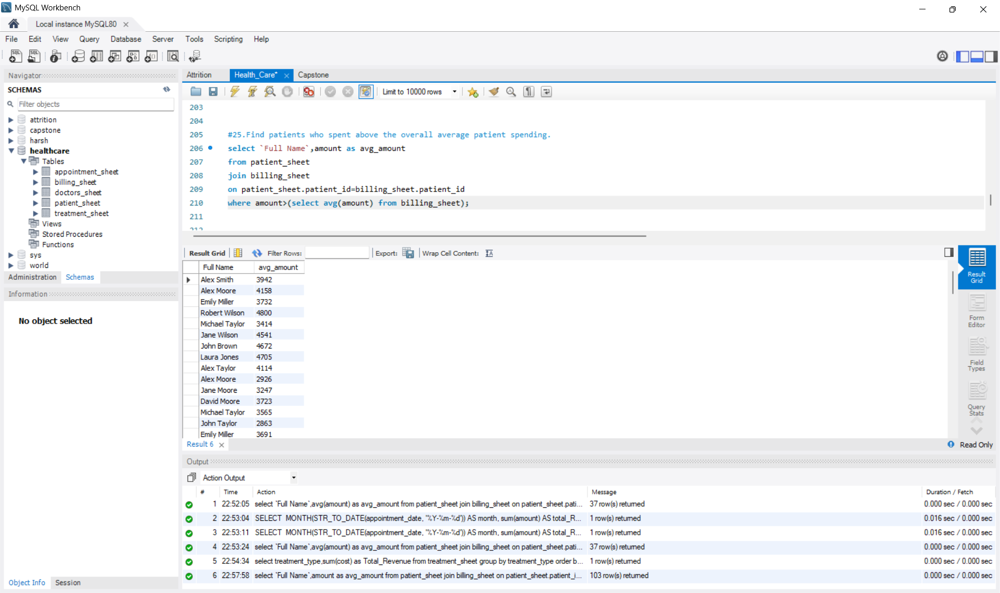 MySQL Workbench
Local instance MySQL80
File Edit View Query Database Server Tools Scripting Help
Navigator
SCHEMAS
Filter objects
attrition
capstone
harsh
healthcare
Tables
appointment_sheet
billing_sheet
doctors_sheet
patient_sheet
treatment_sheet
Views
Stored Procedures
Functions
sys
world
Administration Schemas
Information
No object selected
Object Info Session
Attrition Health_Care* Capstone
Limit to 10000 rows
203
204
205 #25.Find patients who spent above the overall average patient spending.
206 select `Full Name`,amount as avg_amount
207 from patient_sheet
208 join billing_sheet
209 on patient_sheet.patient_id=billing_sheet.patient_id
210 where amount>(select avg(amount) from billing_sheet);
211
212
Result Grid Filter Rows: Export: Wrap Cell Content:
Full Name avg_amount
Alex Smith 3942
Alex Moore 4158
Emily Miller 3732
Robert Wilson 4800
Michael Taylor 3414
Jane Wilson 4541
John Brown 4672
Laura Jones 4705
Alex Taylor 4114
Alex Moore 2926
Jane Moore 3247
David Moore 3723
Michael Taylor 3565
John Taylor 2863
Emily Miller 3691
Result
Grid
Form
Editor
Field
Types
Query
Stats
Result 6
Read Only
Output
Action Output
# Time Action Message Duration / Fetch
1 22:52:05 select `Full Name`,avg(amount) as avg_amount from patient_sheet join billing_sheet on patient_sheet.pati... 37 row(s) returned 0.000 sec / 0.000 sec
2 22:53:04 SELECT MONTH(STR_TO_DATE(appointment_date, '%Y-%m-%d')) AS month, sum(amount) AS total_R... 1 row(s) returned 0.016 sec / 0.000 sec
3 22:53:11 SELECT MONTH(STR_TO_DATE(appointment_date, '%Y-%m-%d')) AS month, sum(amount) AS total_R... 1 row(s) returned 0.016 sec / 0.000 sec
4 22:53:24 select `Full Name`,avg(amount) as avg_amount from patient_sheet join billing_sheet on patient_sheet.pati... 37 row(s) returned 0.000 sec / 0.000 sec
5 22:54:34 select treatment_type,sum(cost) as Total_Revenue from treatment_sheet group by treatment_type order b... 1 row(s) returned 0.000 sec / 0.000 sec
6 22:57:58 select `Full Name`,amount as avg_amount from patient_sheet join billing_sheet on patient_sheet.patient_i... 103 row(s) returned 0.000 sec / 0.000 sec